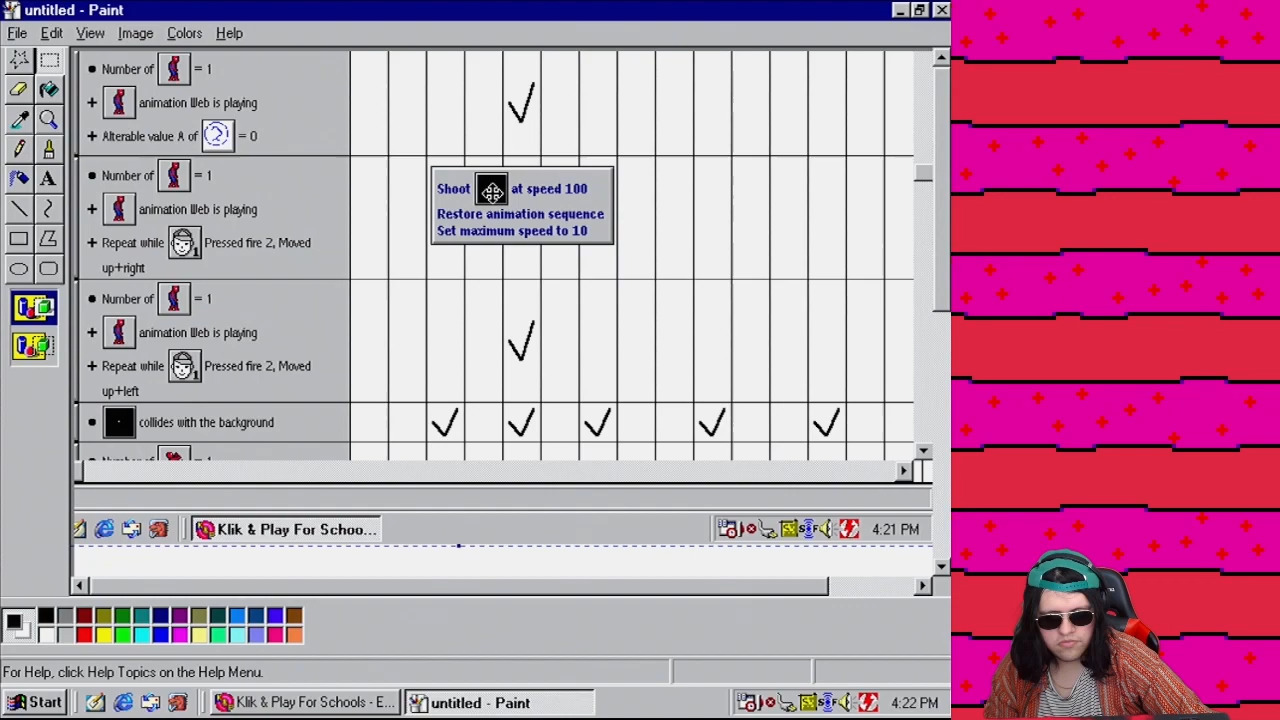 untitled - Paint
File Edit View Image Colors Help
Number of = 1
+ animation Web is playing
+ Alterable value A of = 0
Number of = 1
+ animation Web is playing
+ Repeat while 1 Pressed fire 2, Moved
up+right
Shoot at speed 100
Restore animation sequence
Set maximum speed to 10
Number of = 1
+ animation Web is playing
+ Repeat while 1 Pressed fire 2, Moved
up+left
collides with the background
Klik & Play For Schoo... 4:21 PM
For Help, click Help Topics on the Help Menu.
Start Klik & Play For Schools - E... untitled - Paint 4:22 PM